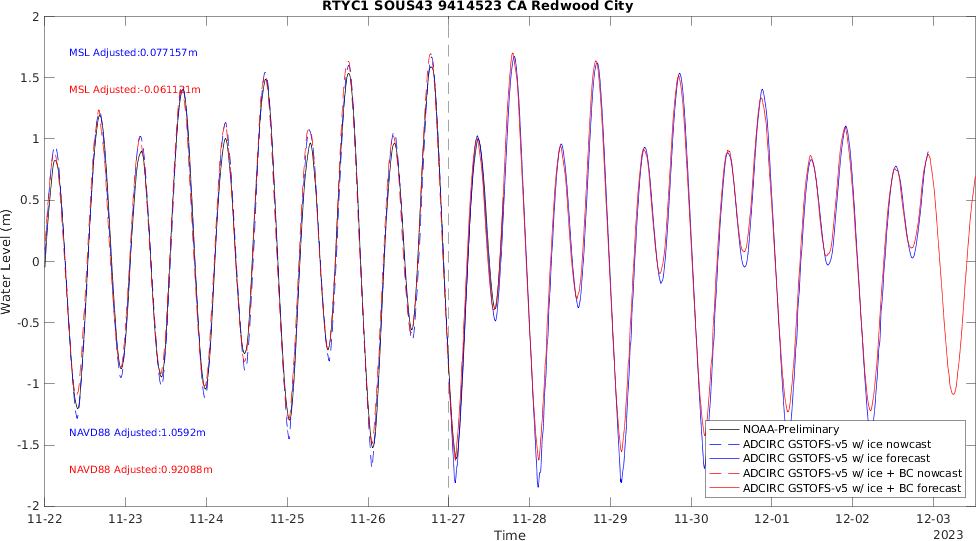 RTYC1 SOUS43 9414523 CA Redwood City
2
1.5
1
0.5
0
-0.5
-1
-1.5
-2
Water Level (m)
MSL Adjusted:0.077157m
MSL Adjusted:-0.061121m
NAVD88 Adjusted:1.0592m
NAVD88 Adjusted:0.92088m
NOAA-Preliminary
ADCIRC GSTOFS-v5 w/ ice nowcast
ADCIRC GSTOFS-v5 w/ ice forecast
ADCIRC GSTOFS-v5 w/ ice + BC nowcast
ADCIRC GSTOFS-v5 w/ ice + BC forecast
11-22 11-23 11-24 11-25 11-26 11-27 11-28 11-29 11-30 12-01 12-02 12-03
2023
Time